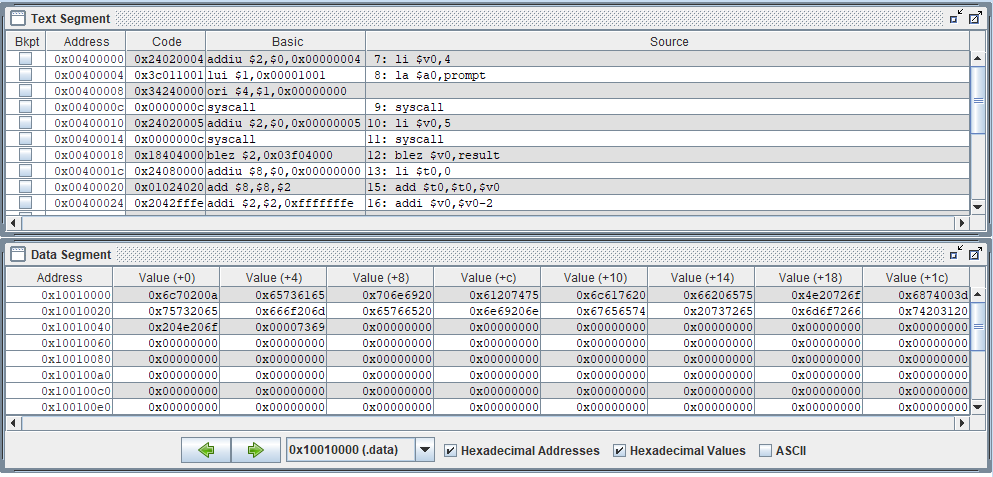 Text Segment
Bkpt Address Code Basic Source
0x00400000 0x24020004 addiu $2,$0,0x00000004 7: li $v0,4
0x00400004 0x3c011001 lui $1,0x00001001 8: la $a0,prompt
0x00400008 0x34240000 ori $4,$1,0x00000000
0x0040000c 0x0000000c syscall 9: syscall
0x00400010 0x24020005 addiu $2,$0,0x00000005 10: li $v0,5
0x00400014 0x0000000c syscall 11: syscall
0x00400018 0x18404000 blez $2,0x03f04000 12: blez $v0,result
0x0040001c 0x24080000 addiu $8,$0,0x00000000 13: li $t0,0
0x00400020 0x01024020 add $8,$8,$2 15: add $t0,$t0,$v0
0x00400024 0x2042fffe addi $2,$2,0xfffffffe 16: addi $v0,$v0-2
Data Segment
Address Value (+0) Value (+4) Value (+8) Value (+c) Value (+10) Value (+14) Value (+18) Value (+1c)
0x10010000 0x6c70200a 0x65736165 0x706e6920 0x61207475 0x6c617620 0x66206575 0x4e20726f 0x6874003d
0x10010020 0x75732065 0x666f206d 0x65766520 0x6e69206e 0x67656574 0x20737265 0x6d6f7266 0x74203120
0x10010040 0x204e206f 0x00007369 0x00000000 0x00000000 0x00000000 0x00000000 0x00000000 0x00000000
0x10010060 0x00000000 0x00000000 0x00000000 0x00000000 0x00000000 0x00000000 0x00000000 0x00000000
0x10010080 0x00000000 0x00000000 0x00000000 0x00000000 0x00000000 0x00000000 0x00000000 0x00000000
0x100100a0 0x00000000 0x00000000 0x00000000 0x00000000 0x00000000 0x00000000 0x00000000 0x00000000
0x100100c0 0x00000000 0x00000000 0x00000000 0x00000000 0x00000000 0x00000000 0x00000000 0x00000000
0x100100e0 0x00000000 0x00000000 0x00000000 0x00000000 0x00000000 0x00000000 0x00000000 0x00000000
0x10010000 (.data) Hexadecimal Addresses Hexadecimal Values ASCII